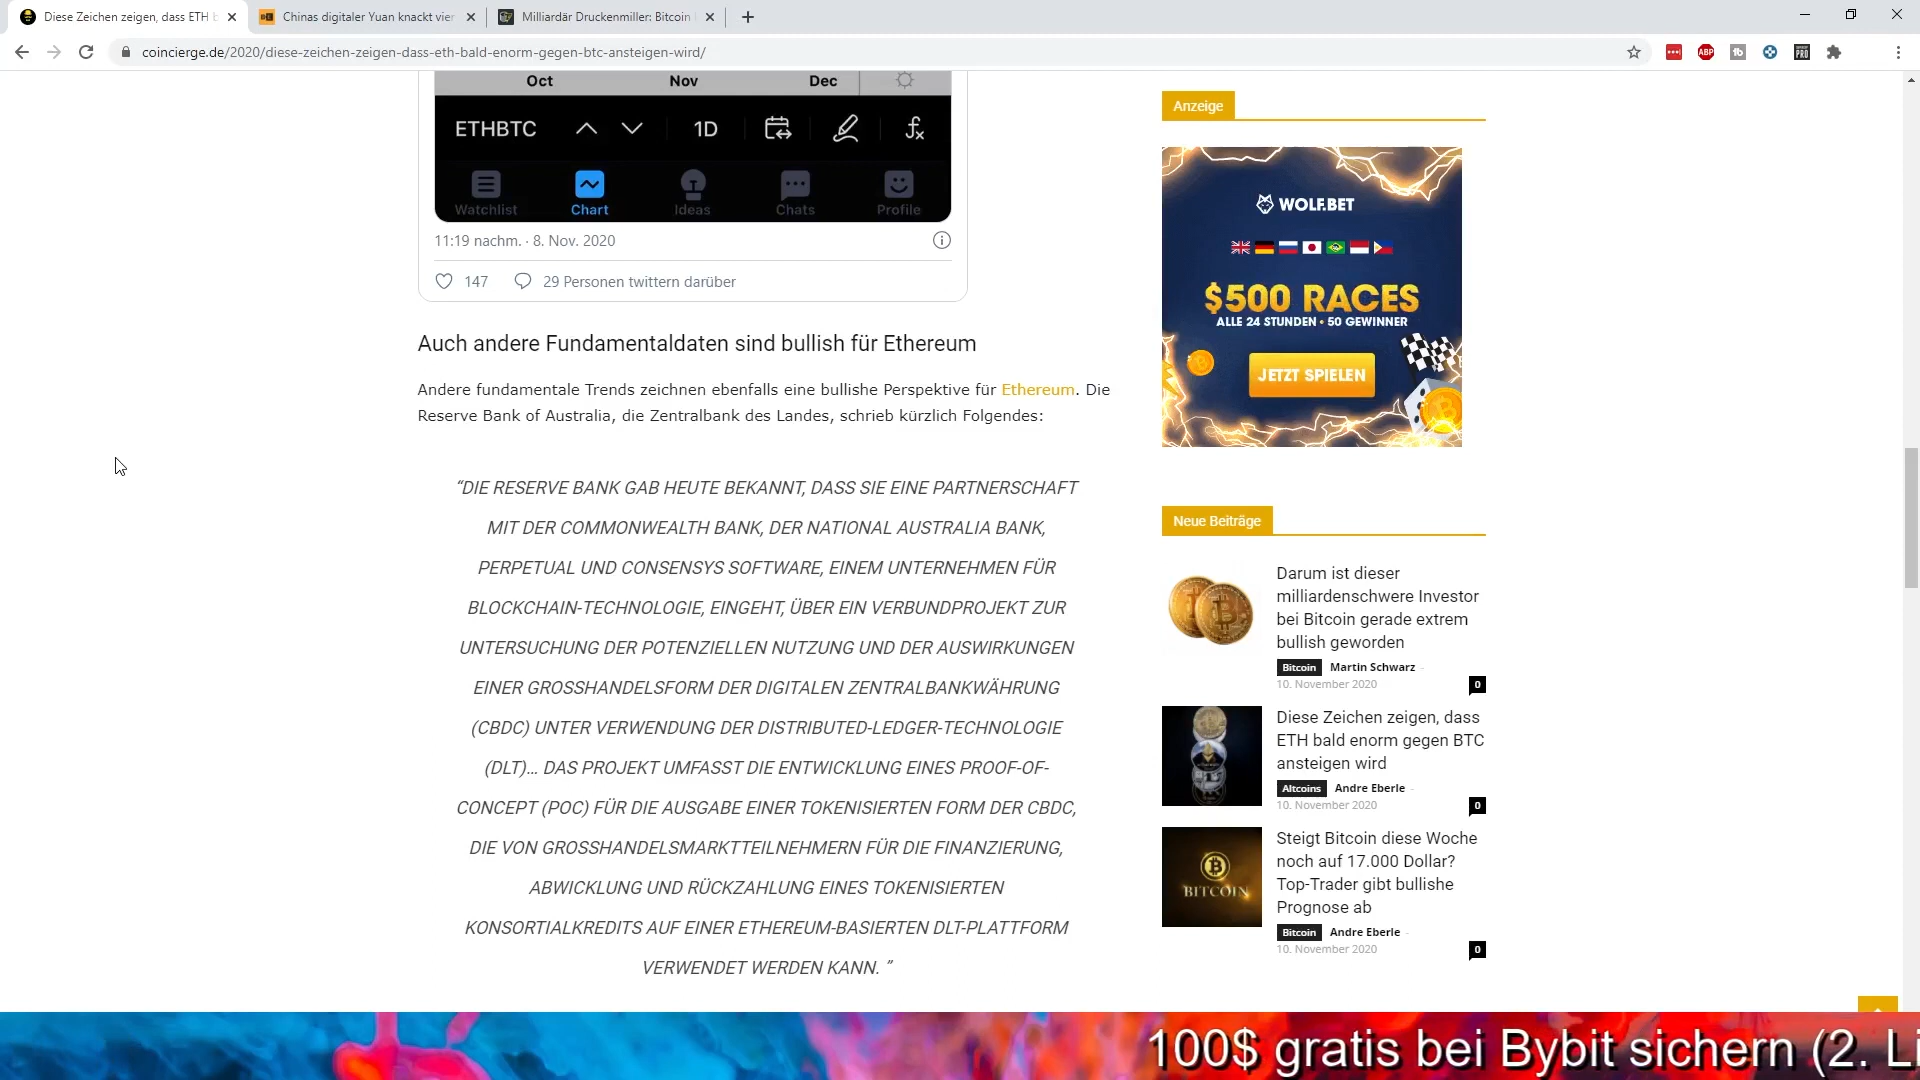 Diese Zeichen zeigen, dass ETH b
Chinas digitaler Yuan knackt vier
Milliardär Druckenmiller: Bitcoin
coincierge.de/2020/diese-zeichen-zeigen-dass-eth-bald-enorm-gegen-btc-ansteigen-wird/
ABP
PRO
Oct Nov Dec
ETHBTC 1D fx
Watchlist Chart Ideas Chats Profile
11:19 nachm. · 8. Nov. 2020
147 29 Personen twittern darüber
Auch andere Fundamentaldaten sind bullish für Ethereum
Andere fundamentale Trends zeichnen ebenfalls eine bullishe Perspektive für Ethereum. Die
Reserve Bank of Australia, die Zentralbank des Landes, schrieb kürzlich Folgendes:
“DIE RESERVE BANK GAB HEUTE BEKANNT, DASS SIE EINE PARTNERSCHAFT
MIT DER COMMONWEALTH BANK, DER NATIONAL AUSTRALIA BANK,
PERPETUAL UND CONSENSYS SOFTWARE, EINEM UNTERNEHMEN FÜR
BLOCKCHAIN-TECHNOLOGIE, EINGEHT, ÜBER EIN VERBUNDPROJEKT ZUR
UNTERSUCHUNG DER POTENZIELLEN NUTZUNG UND DER AUSWIRKUNGEN
EINER GROSSHANDELSFORM DER DIGITALEN ZENTRALBANKWÄHRUNG
(CBDC) UNTER VERWENDUNG DER DISTRIBUTED-LEDGER-TECHNOLOGIE
(DLT)… DAS PROJEKT UMFASST DIE ENTWICKLUNG EINES PROOF-OF-
CONCEPT (POC) FÜR DIE AUSGABE EINER TOKENISIERTEN FORM DER CBDC,
DIE VON GROSSHANDELSMARKTTEILNEHMERN FÜR DIE FINANZIERUNG,
ABWICKLUNG UND RÜCKZAHLUNG EINES TOKENISIERTEN
KONSORTIALKREDITS AUF EINER ETHEREUM-BASIERTEN DLT-PLATTFORM
VERWENDET WERDEN KANN. ”
Anzeige
WOLF.BET
$500 RACES
ALLE 24 STUNDEN • 50 GEWINNER
JETZT SPIELEN
Neue Beiträge
Darum ist dieser
milliardenschwere Investor
bei Bitcoin gerade extrem
bullish geworden
Bitcoin Martin Schwarz -
10. November 2020 0
Diese Zeichen zeigen, dass
ETH bald enorm gegen BTC
ansteigen wird
Altcoins Andre Eberle -
10. November 2020 0
BITCOIN
Steigt Bitcoin diese Woche
noch auf 17.000 Dollar?
Top-Trader gibt bullishe
Prognose ab
Bitcoin Andre Eberle -
10. November 2020 0
100$ gratis bei Bybit sichern (2. Li